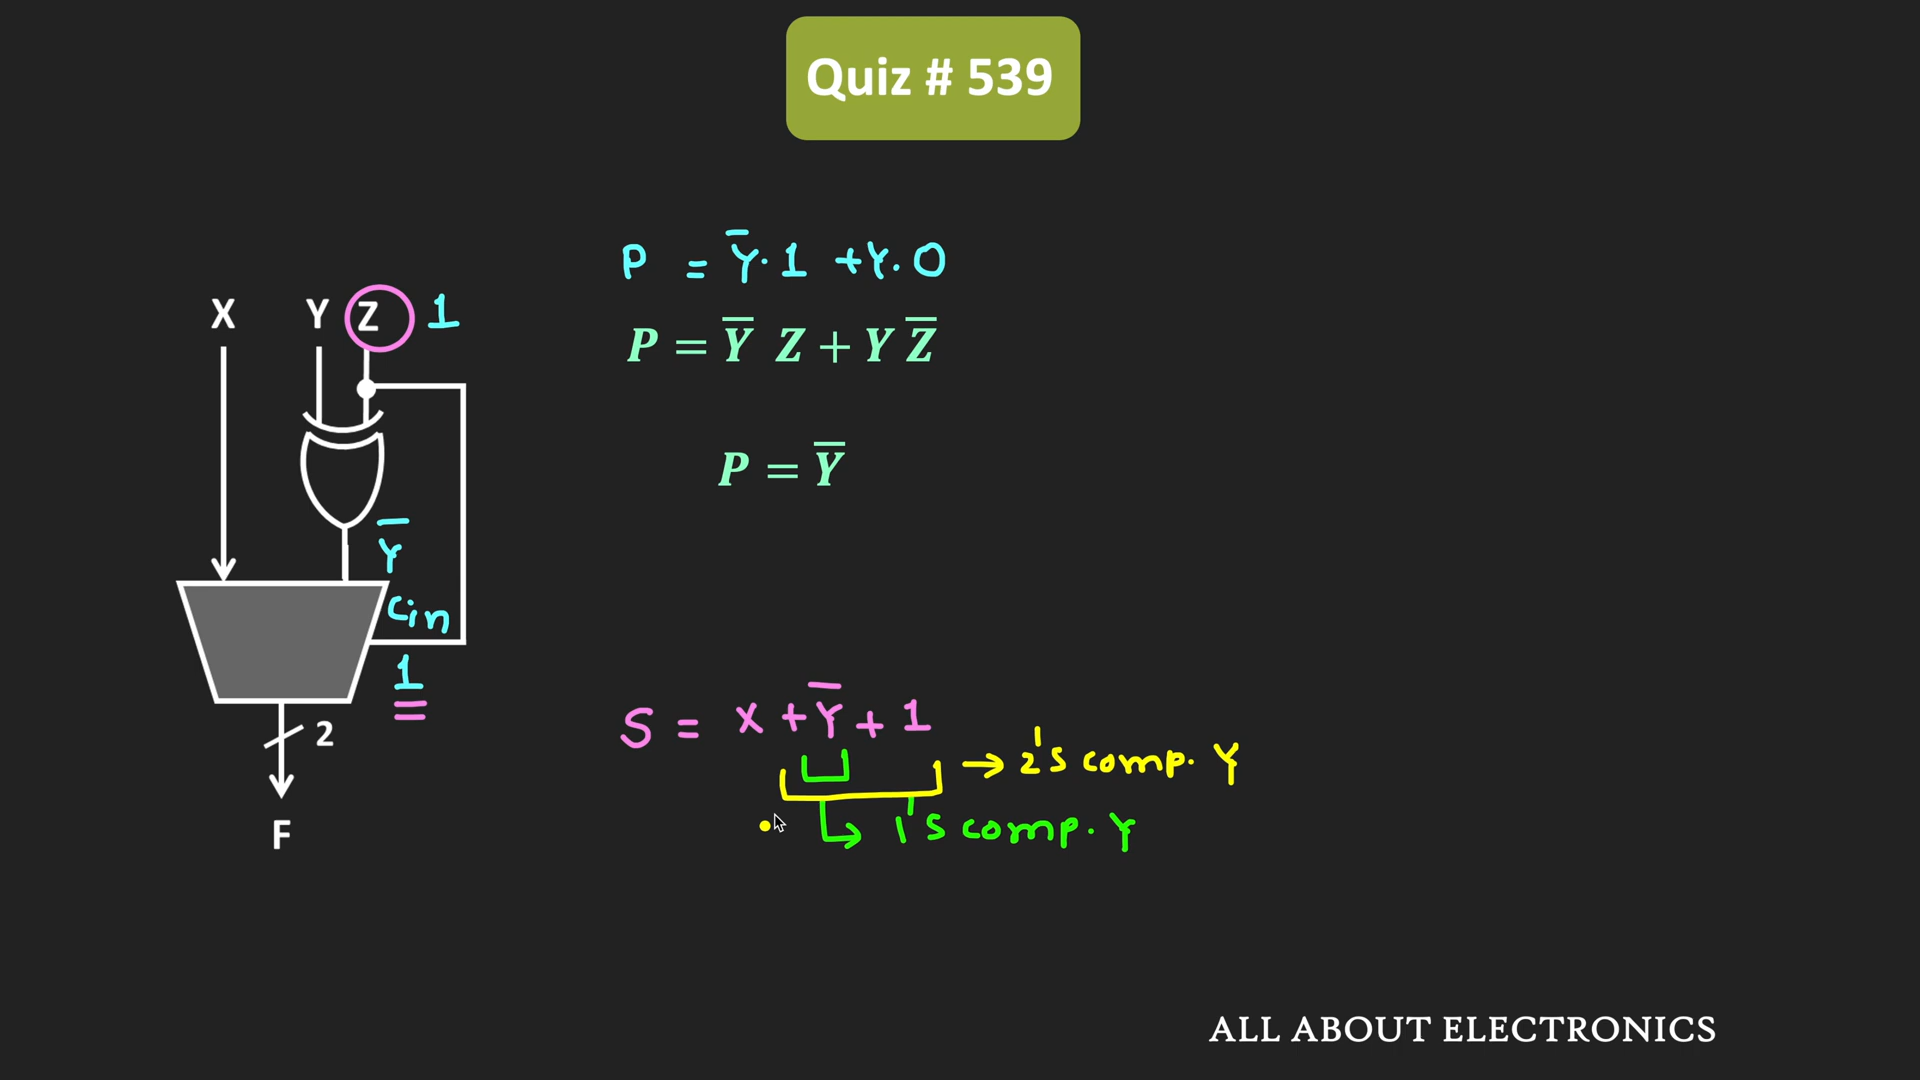 Quiz # 539
P = Y̅ · 1 + Y · 0
X Y Z 1
P = Y̅ Z + Y Z̅
P = Y̅
Y̅
Cin
1
S = X + Y̅ + 1
2
→ 2's comp. Y
1's comp. Y
F
ALL ABOUT ELECTRONICS